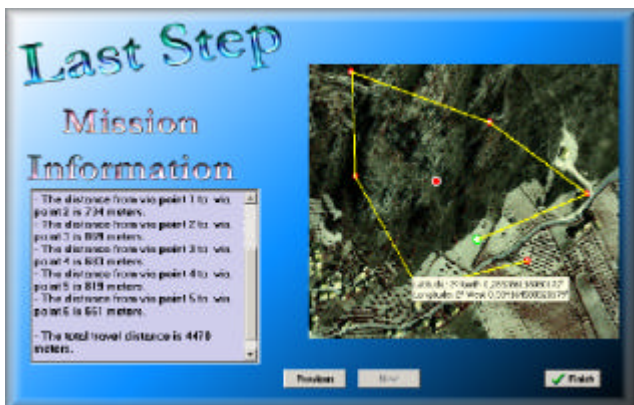 Last Step
Mission
Information
- The distance from via point 1 to via
point 2 is 734 meters.
- The distance from via point 2 to via
point 3 is 869 meters.
- The distance from via point 3 to via
point 4 is 683 meters.
- The distance from via point 4 to via
point 5 is 819 meters.
- The distance from via point 5 to via
point 6 is 661 meters.
- The total travel distance is 4470
meters.
Latitude:
Longitude: West
Previous
Next
Finish